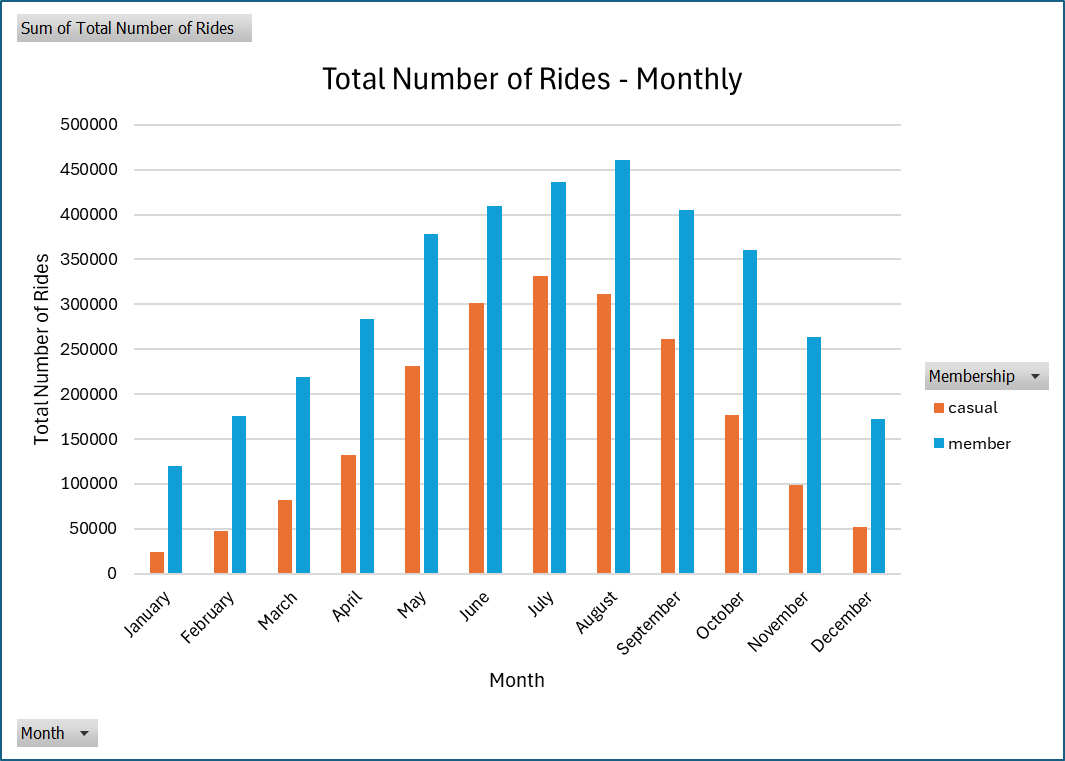 Sum of Total Number of Rides
Total Number of Rides - Monthly
Total Number of Rides
500000
450000
400000
350000
300000
250000
200000
150000
100000
50000
0
January
February
March
April
May
June
July
August
September
October
November
December
Month
Membership
casual
member
Month